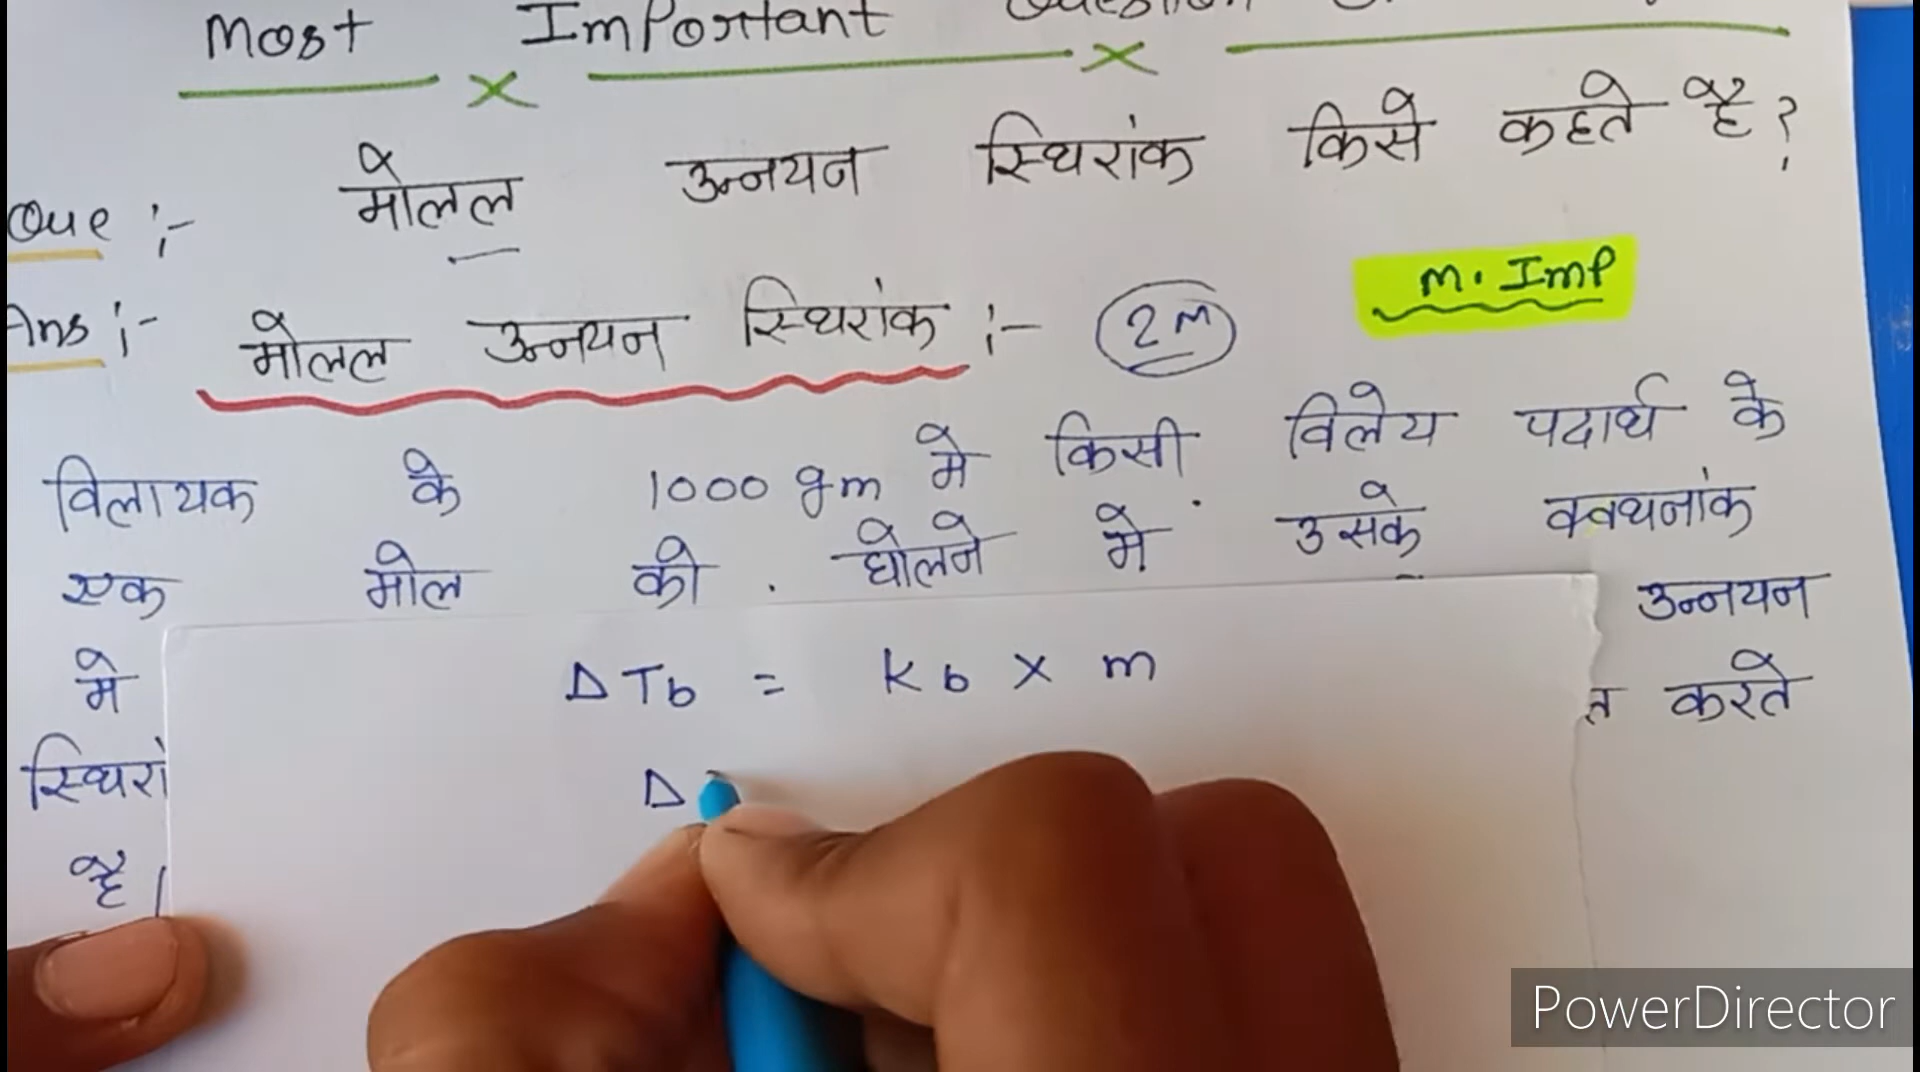 Most Important
Que :- मोलल उन्नयन स्थिरांक किसे कहते है?
Ans :- मोलल उन्नयन स्थिरांक :- 2m M. Imp
विलायक के 1000 gm मे किसी विलेय पदार्थ के
एक मोल को घोलने मे उसके क्वथनांक
मे उन्नयन
स्थिरां करते
है।
ΔTb = Kb × m
Δ
PowerDirector